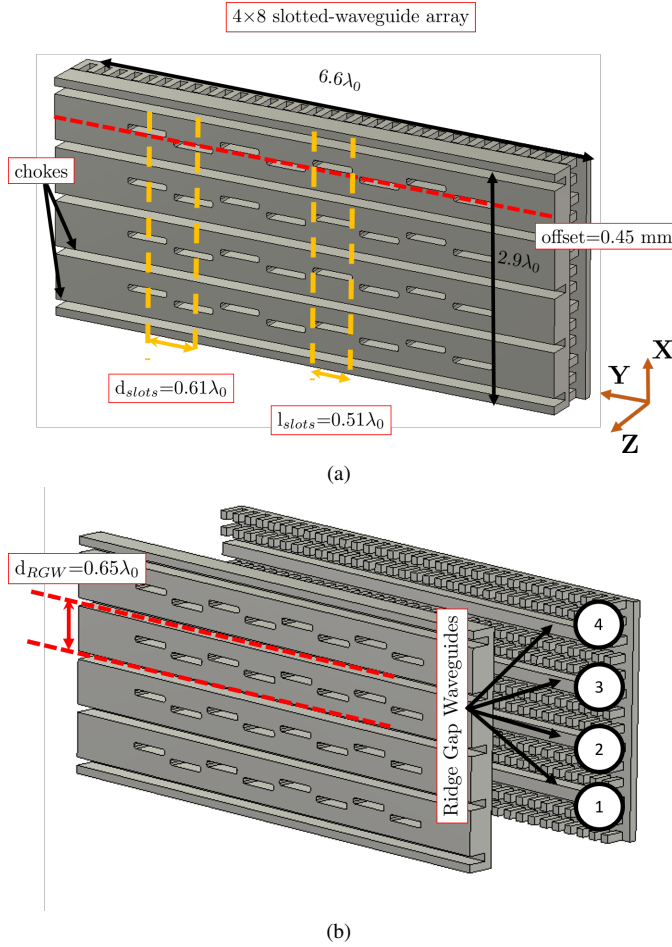 4×8 slotted-waveguide array
6.6λ₀
chokes
offset=0.45 mm
2.9λ₀
d_slots=0.61λ₀
l_slots=0.51λ₀
X
Y
Z
(a)
d_RGW=0.65λ₀
Ridge Gap Waveguides
4
3
2
1
(b)